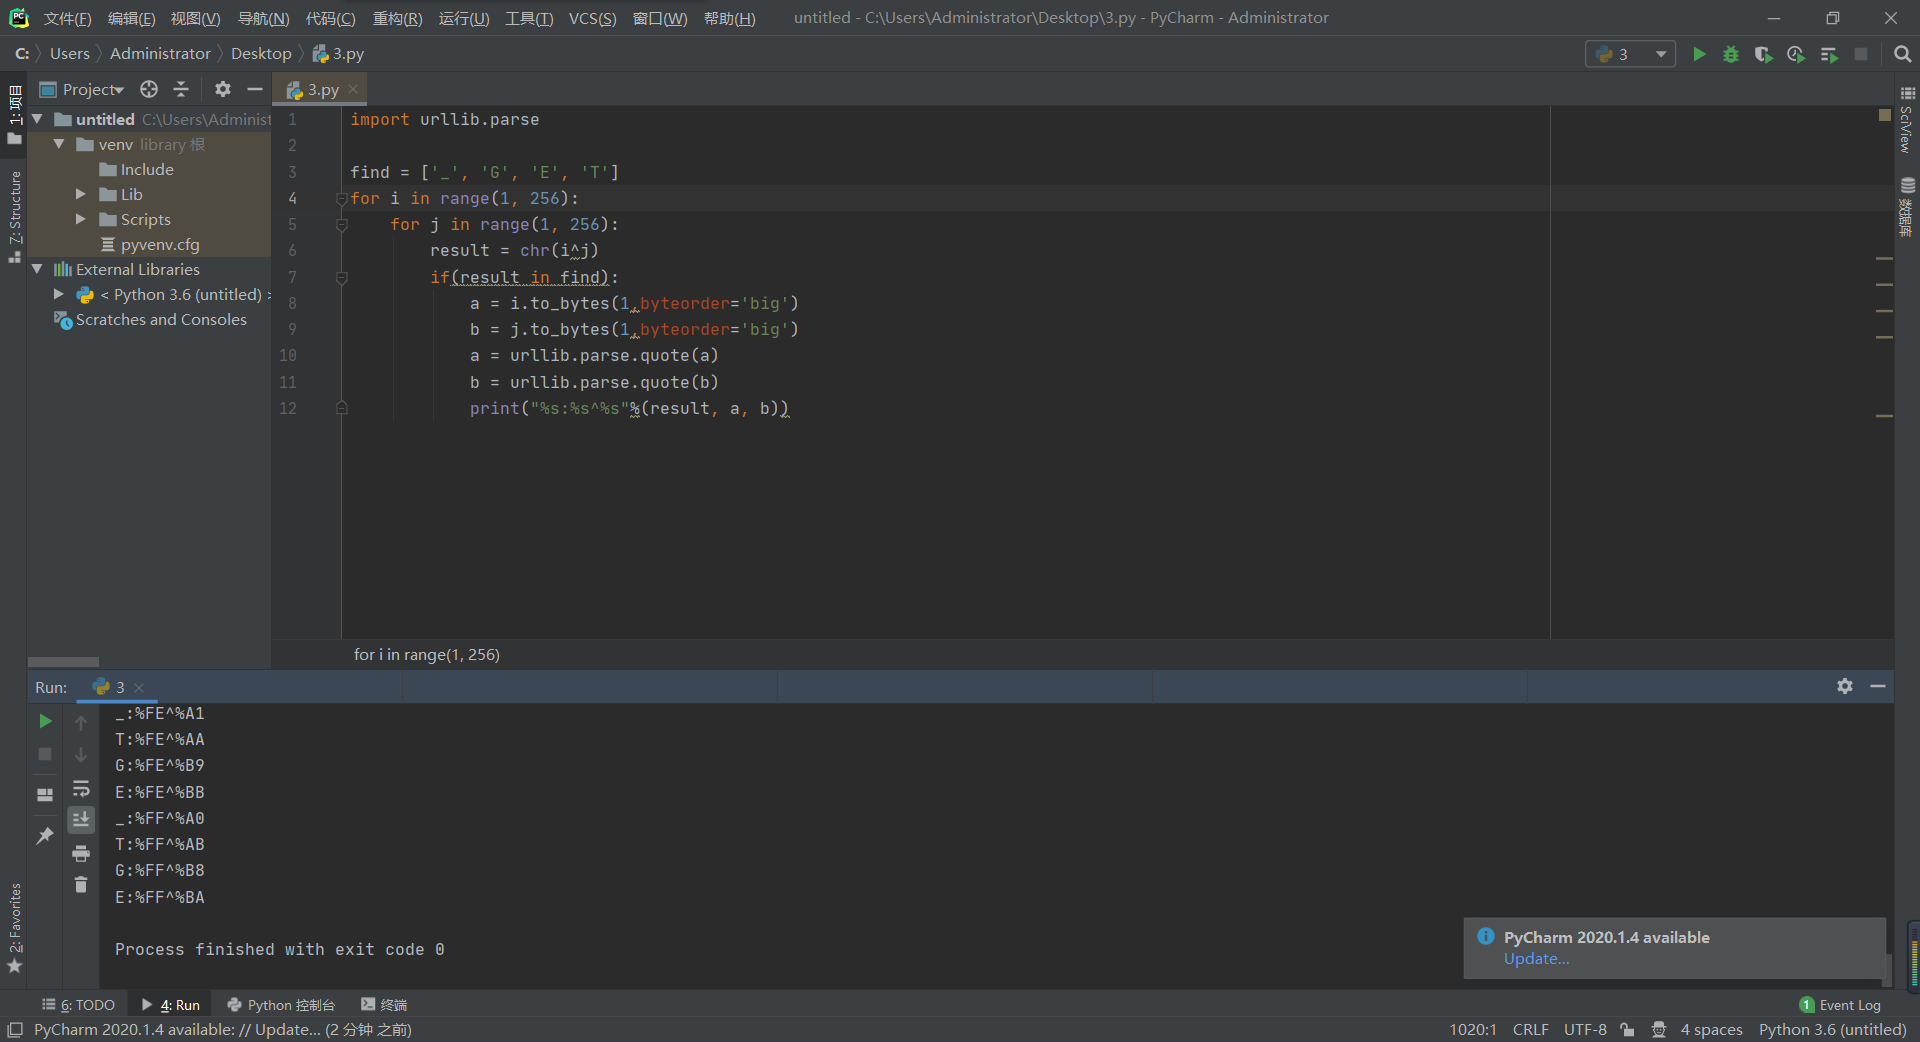 文件(F) 编辑(E) 视图(V) 导航(N) 代码(C) 重构(R) 运行(U) 工具(T) VCS(S) 窗口(W) 帮助(H) untitled - C:\Users\Administrator\Desktop\3.py - PyCharm - Administrator
C: Users Administrator Desktop 3.py 3
1: 项目
7: Structure
2: Favorites
Project
untitled C:\Users\Administ
venv library 根
Include
Lib
Scripts
pyvenv.cfg
External Libraries
< Python 3.6 (untitled) >
Scratches and Consoles
3.py
1 import urllib.parse
2
3 find = ['_', 'G', 'E', 'T']
4 for i in range(1, 256):
5     for j in range(1, 256):
6         result = chr(i^j)
7         if(result in find):
8             a = i.to_bytes(1,byteorder='big')
9             b = j.to_bytes(1,byteorder='big')
10             a = urllib.parse.quote(a)
11             b = urllib.parse.quote(b)
12             print("%s:%s^%s"%(result, a, b))
for i in range(1, 256)
SciView
数据库
Run: 3
_:%FE^%A1
T:%FE^%AA
G:%FE^%B9
E:%FE^%BB
_:%FF^%A0
T:%FF^%AB
G:%FF^%B8
E:%FF^%BA
Process finished with exit code 0
PyCharm 2020.1.4 available
Update...
6: TODO 4: Run Python 控制台 终端 1 Event Log
PyCharm 2020.1.4 available: // Update... (2 分钟 之前) 1020:1 CRLF UTF-8 4 spaces Python 3.6 (untitled)